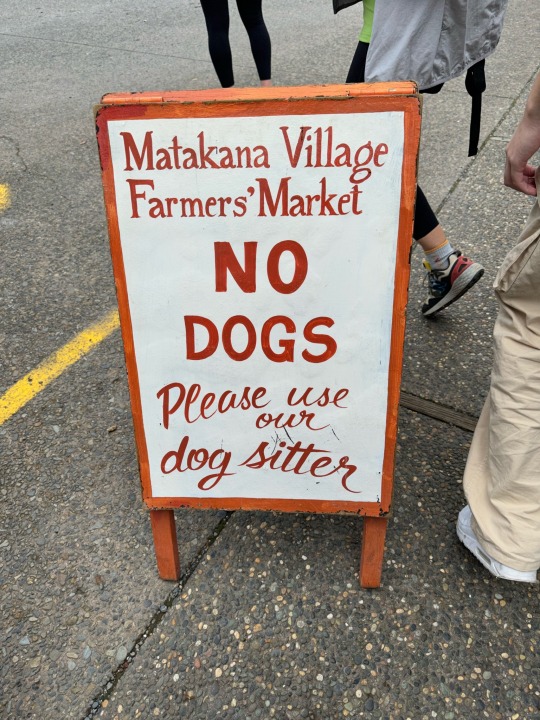 Matakana Village
Farmers' Market
NO
DOGS
Please use
our
dog sitter